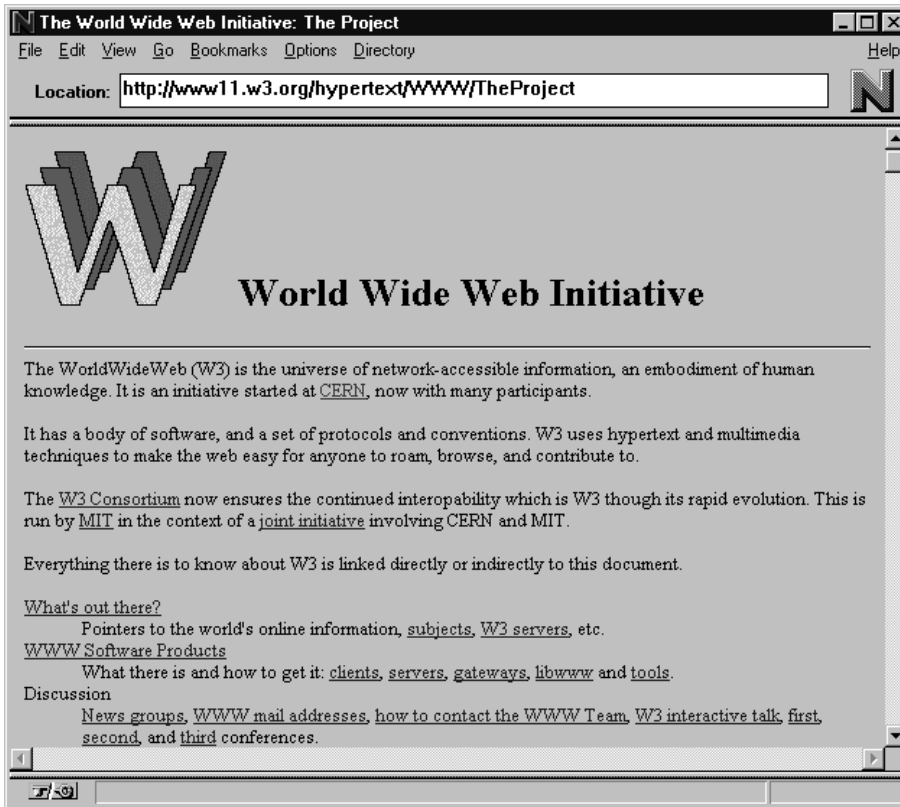 The World Wide Web Initiative: The Project
File Edit View Go Bookmarks Options Directory Help
Location: http://www11.w3.org/hypertext/WWW/TheProject
N
W
World Wide Web Initiative
The WorldWideWeb (W3) is the universe of network-accessible information, an embodiment of human
knowledge. It is an initiative started at CERN, now with many participants.
It has a body of software, and a set of protocols and conventions. W3 uses hypertext and multimedia
techniques to make the web easy for anyone to roam, browse, and contribute to.
The W3 Consortium now ensures the continued interopability which is W3 though its rapid evolution. This is
run by MIT in the context of a joint initiative involving CERN and MIT.
Everything there is to know about W3 is linked directly or indirectly to this document.
What's out there?
Pointers to the world's online information, subjects, W3 servers, etc.
WWW Software Products
What there is and how to get it: clients, servers, gateways, libwww and tools.
Discussion
News groups, WWW mail addresses, how to contact the WWW Team, W3 interactive talk, first,
second, and third conferences.